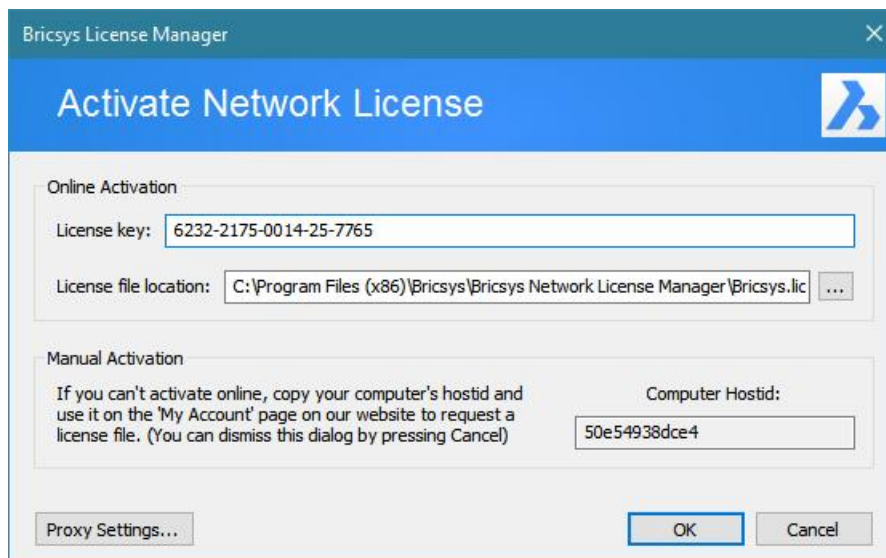 Bricsys License Manager
Activate Network License
Online Activation
License key: 6232-2175-0014-25-7765
License file location: C:\Program Files (x86)\Bricsys\Bricsys Network License Manager\Bricsys.lic ...
Manual Activation
If you can't activate online, copy your computer's hostid and
use it on the 'My Account' page on our website to request a
license file. (You can dismiss this dialog by pressing Cancel)
Computer Hostid:
50e54938dce4
Proxy Settings...
OK
Cancel